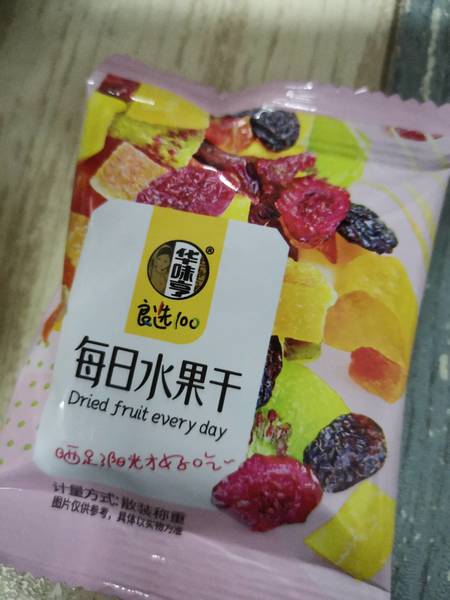 华味亨®
良选100
每日水果干
Dried fruit every day
晒足阳光才好吃~
计量方式:散装称重
图片仅供参考,具体以实物为准